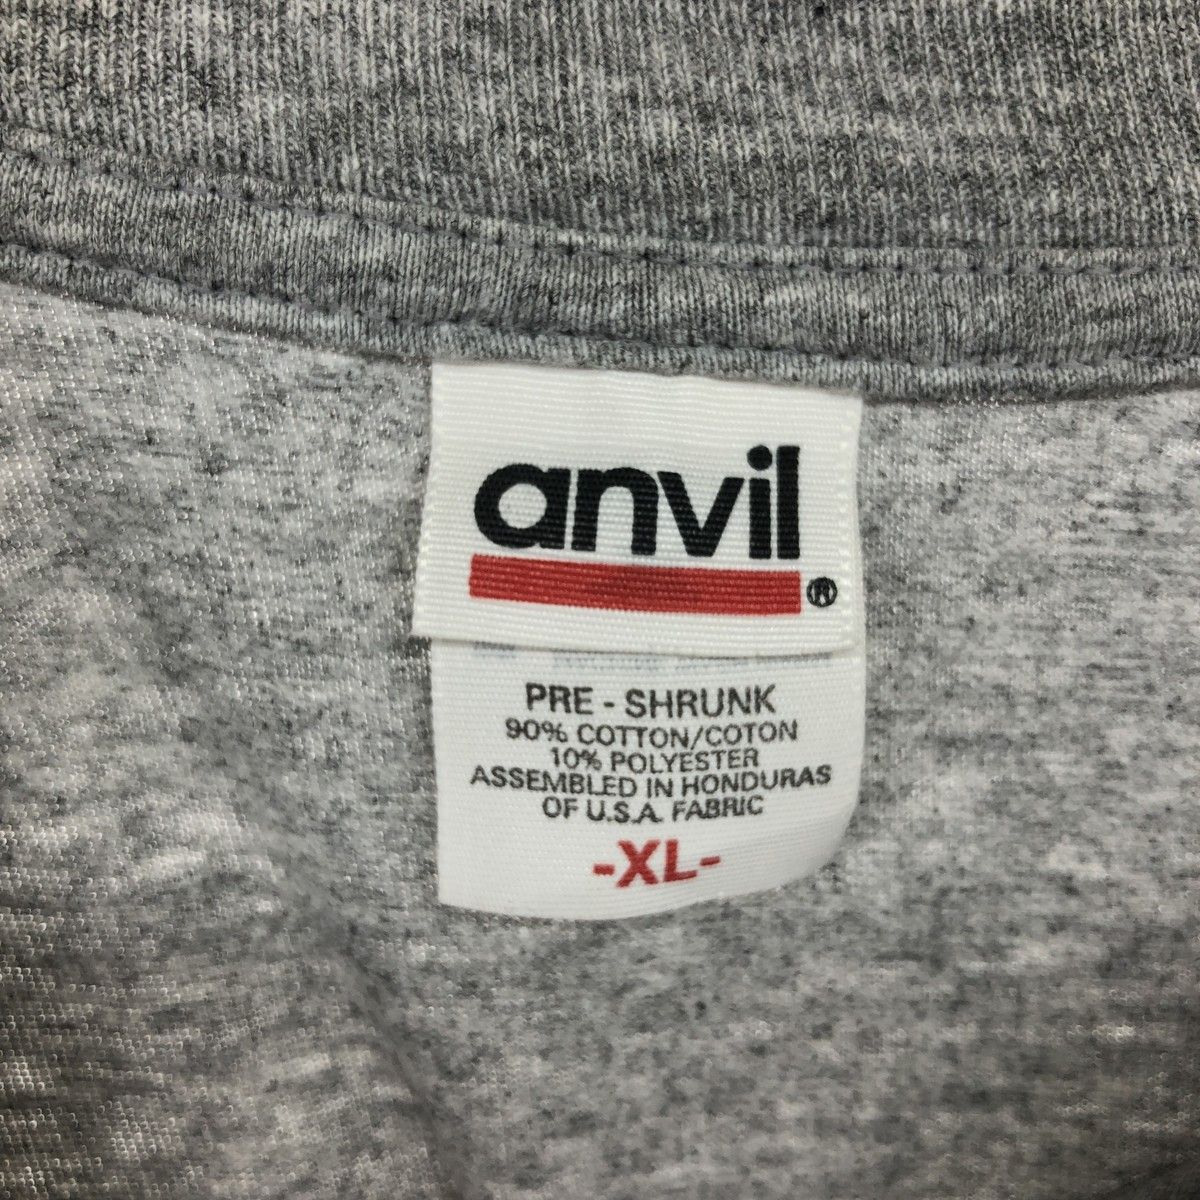 anvil
®
PRE - SHRUNK
90% COTTON/COTON
10% POLYESTER
ASSEMBLED IN HONDURAS
OF U.S.A. FABRIC
-XL-